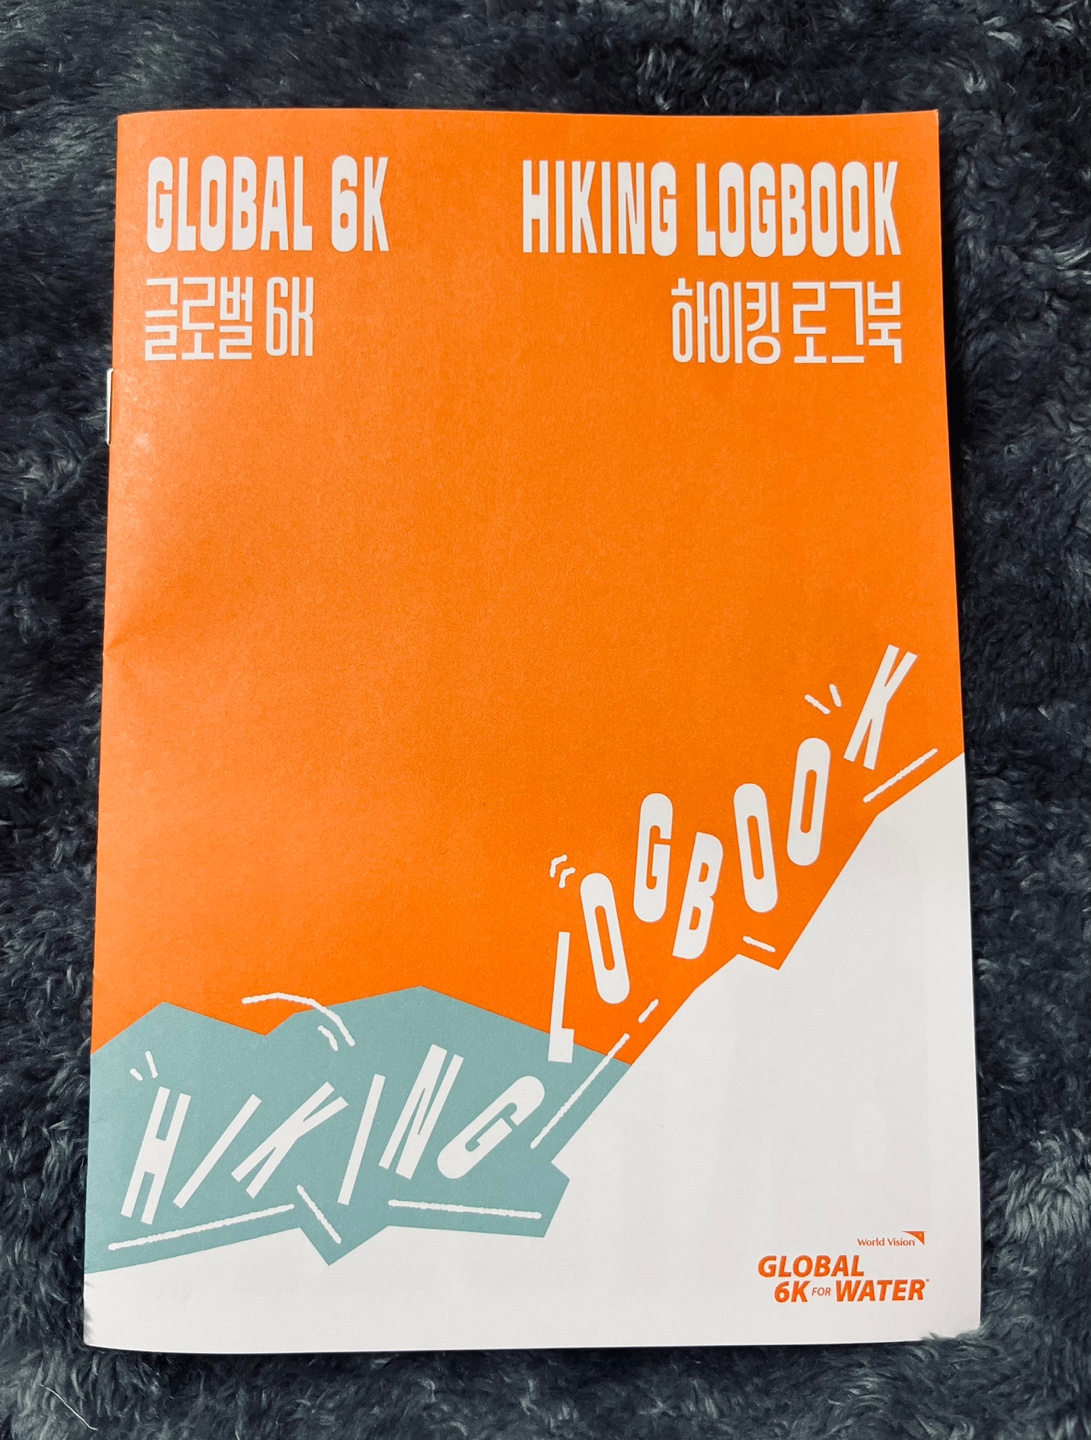 GLOBAL 6K
HIKING LOGBOOK
글로벌 6K
하이킹 로그북
LOGBOOK
HIKING
World Vision
GLOBAL
6K FOR WATER®